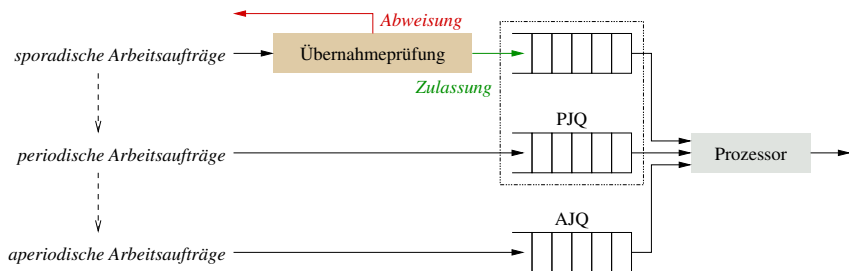 Abweisung
sporadische Arbeitsaufträge
Übernahmeprüfung
Zulassung
PJQ
periodische Arbeitsaufträge
Prozessor
AJQ
aperiodische Arbeitsaufträge